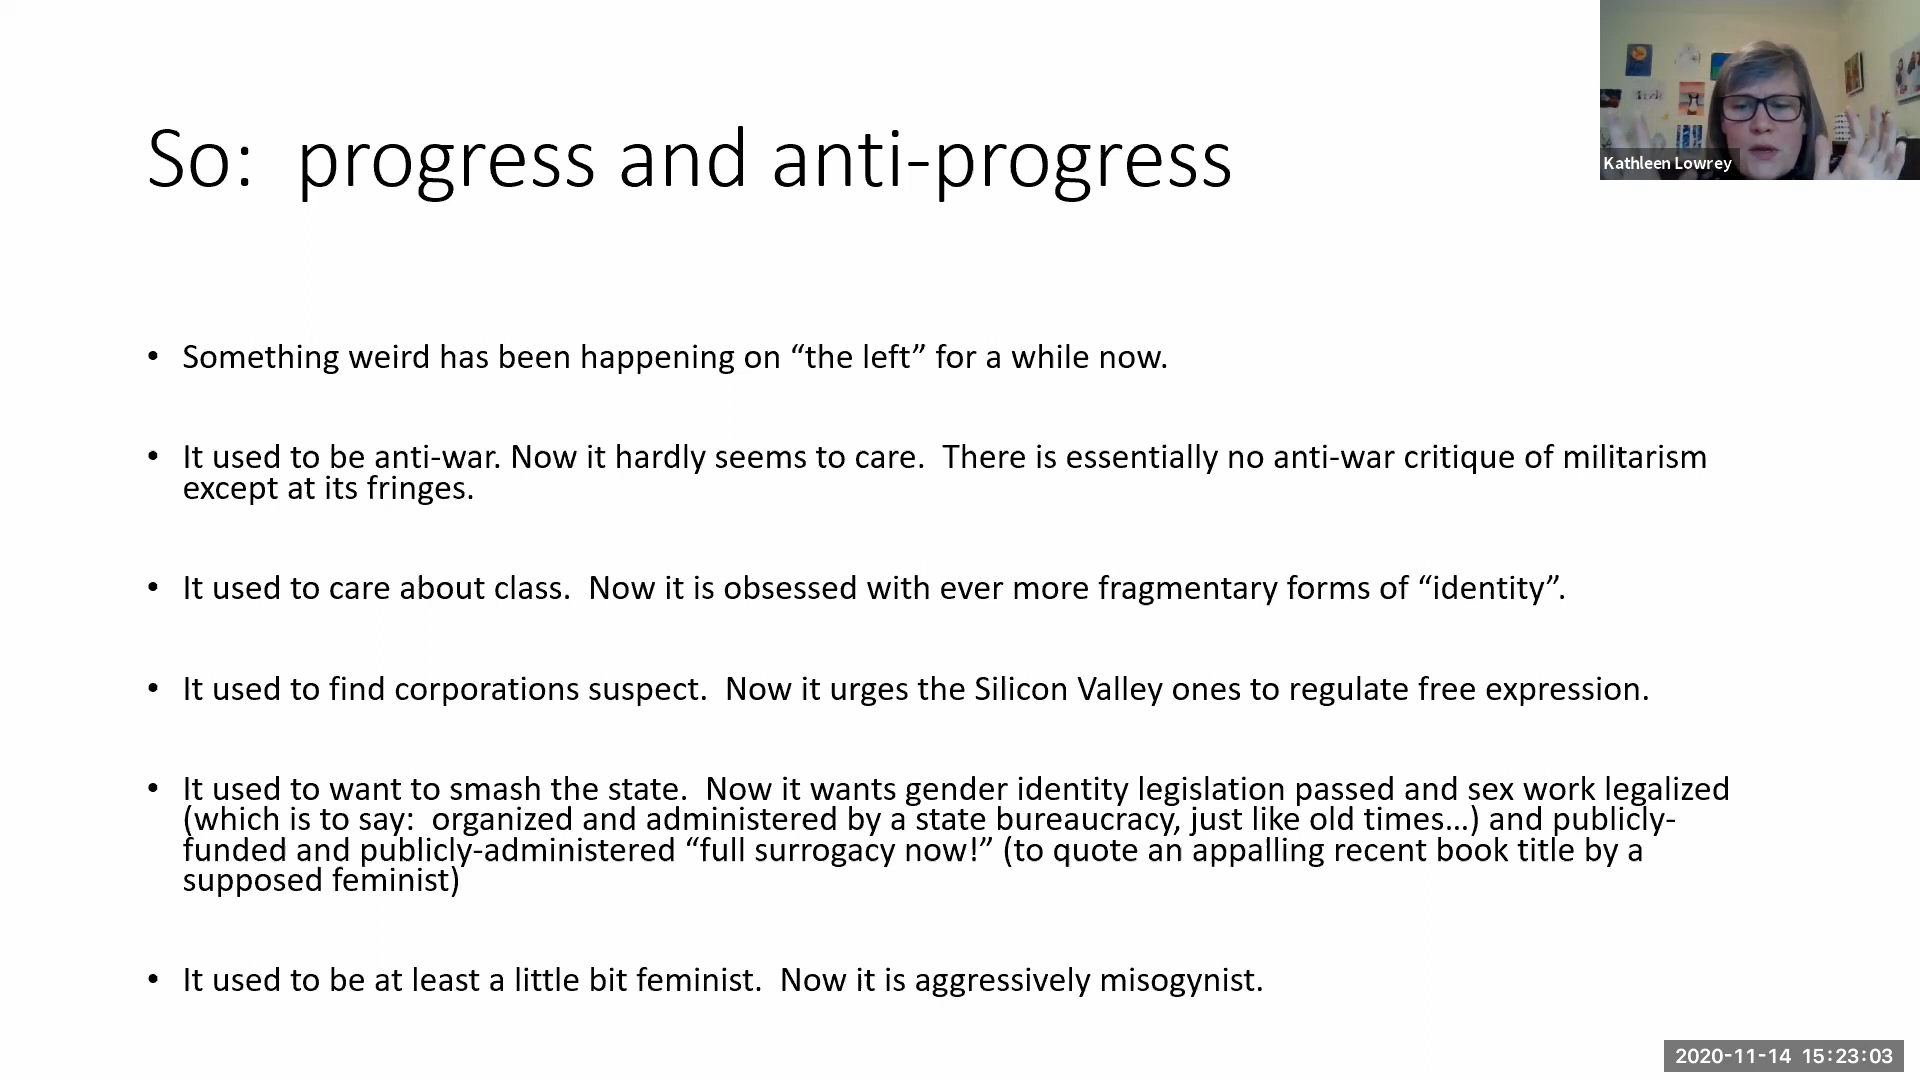 So:  progress and anti-progress
Kathleen Lowrey
• Something weird has been happening on “the left” for a while now.
• It used to be anti-war. Now it hardly seems to care.  There is essentially no anti-war critique of militarism
except at its fringes.
• It used to care about class.  Now it is obsessed with ever more fragmentary forms of “identity”.
• It used to find corporations suspect.  Now it urges the Silicon Valley ones to regulate free expression.
• It used to want to smash the state.  Now it wants gender identity legislation passed and sex work legalized
(which is to say:  organized and administered by a state bureaucracy, just like old times…) and publicly-
funded and publicly-administered “full surrogacy now!” (to quote an appalling recent book title by a
supposed feminist)
• It used to be at least a little bit feminist.  Now it is aggressively misogynist.
2020-11-14 15:23:03